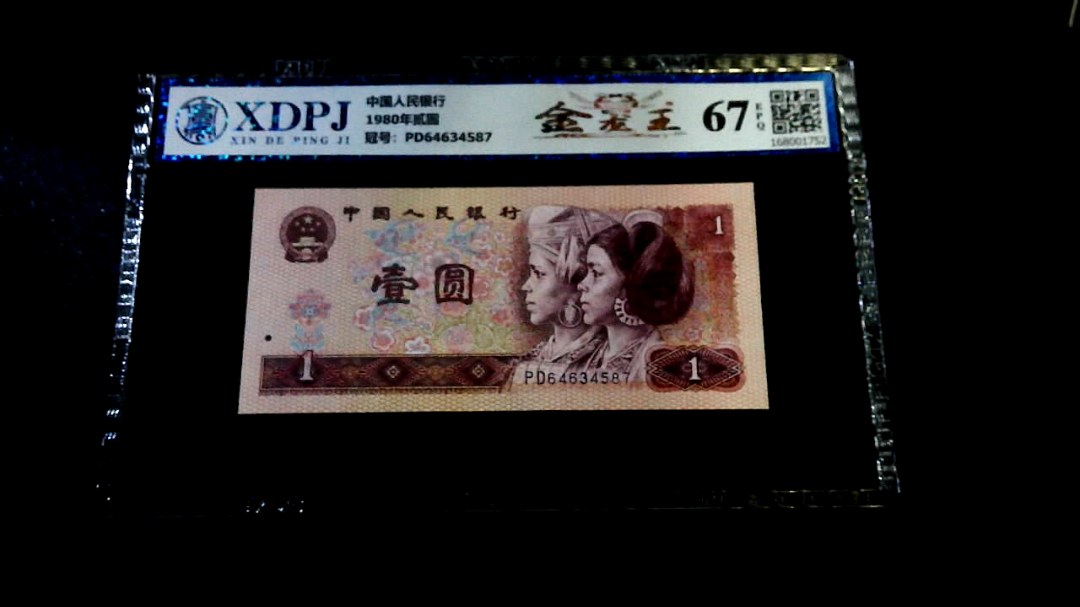 XDPJ
XIN DE PING JI
中国人民银行
1980年贰圆
冠号：PD64634587
金龙王
67
EPQ
168001752
中国人民银行
1
壹圆
1
PD64634587
1